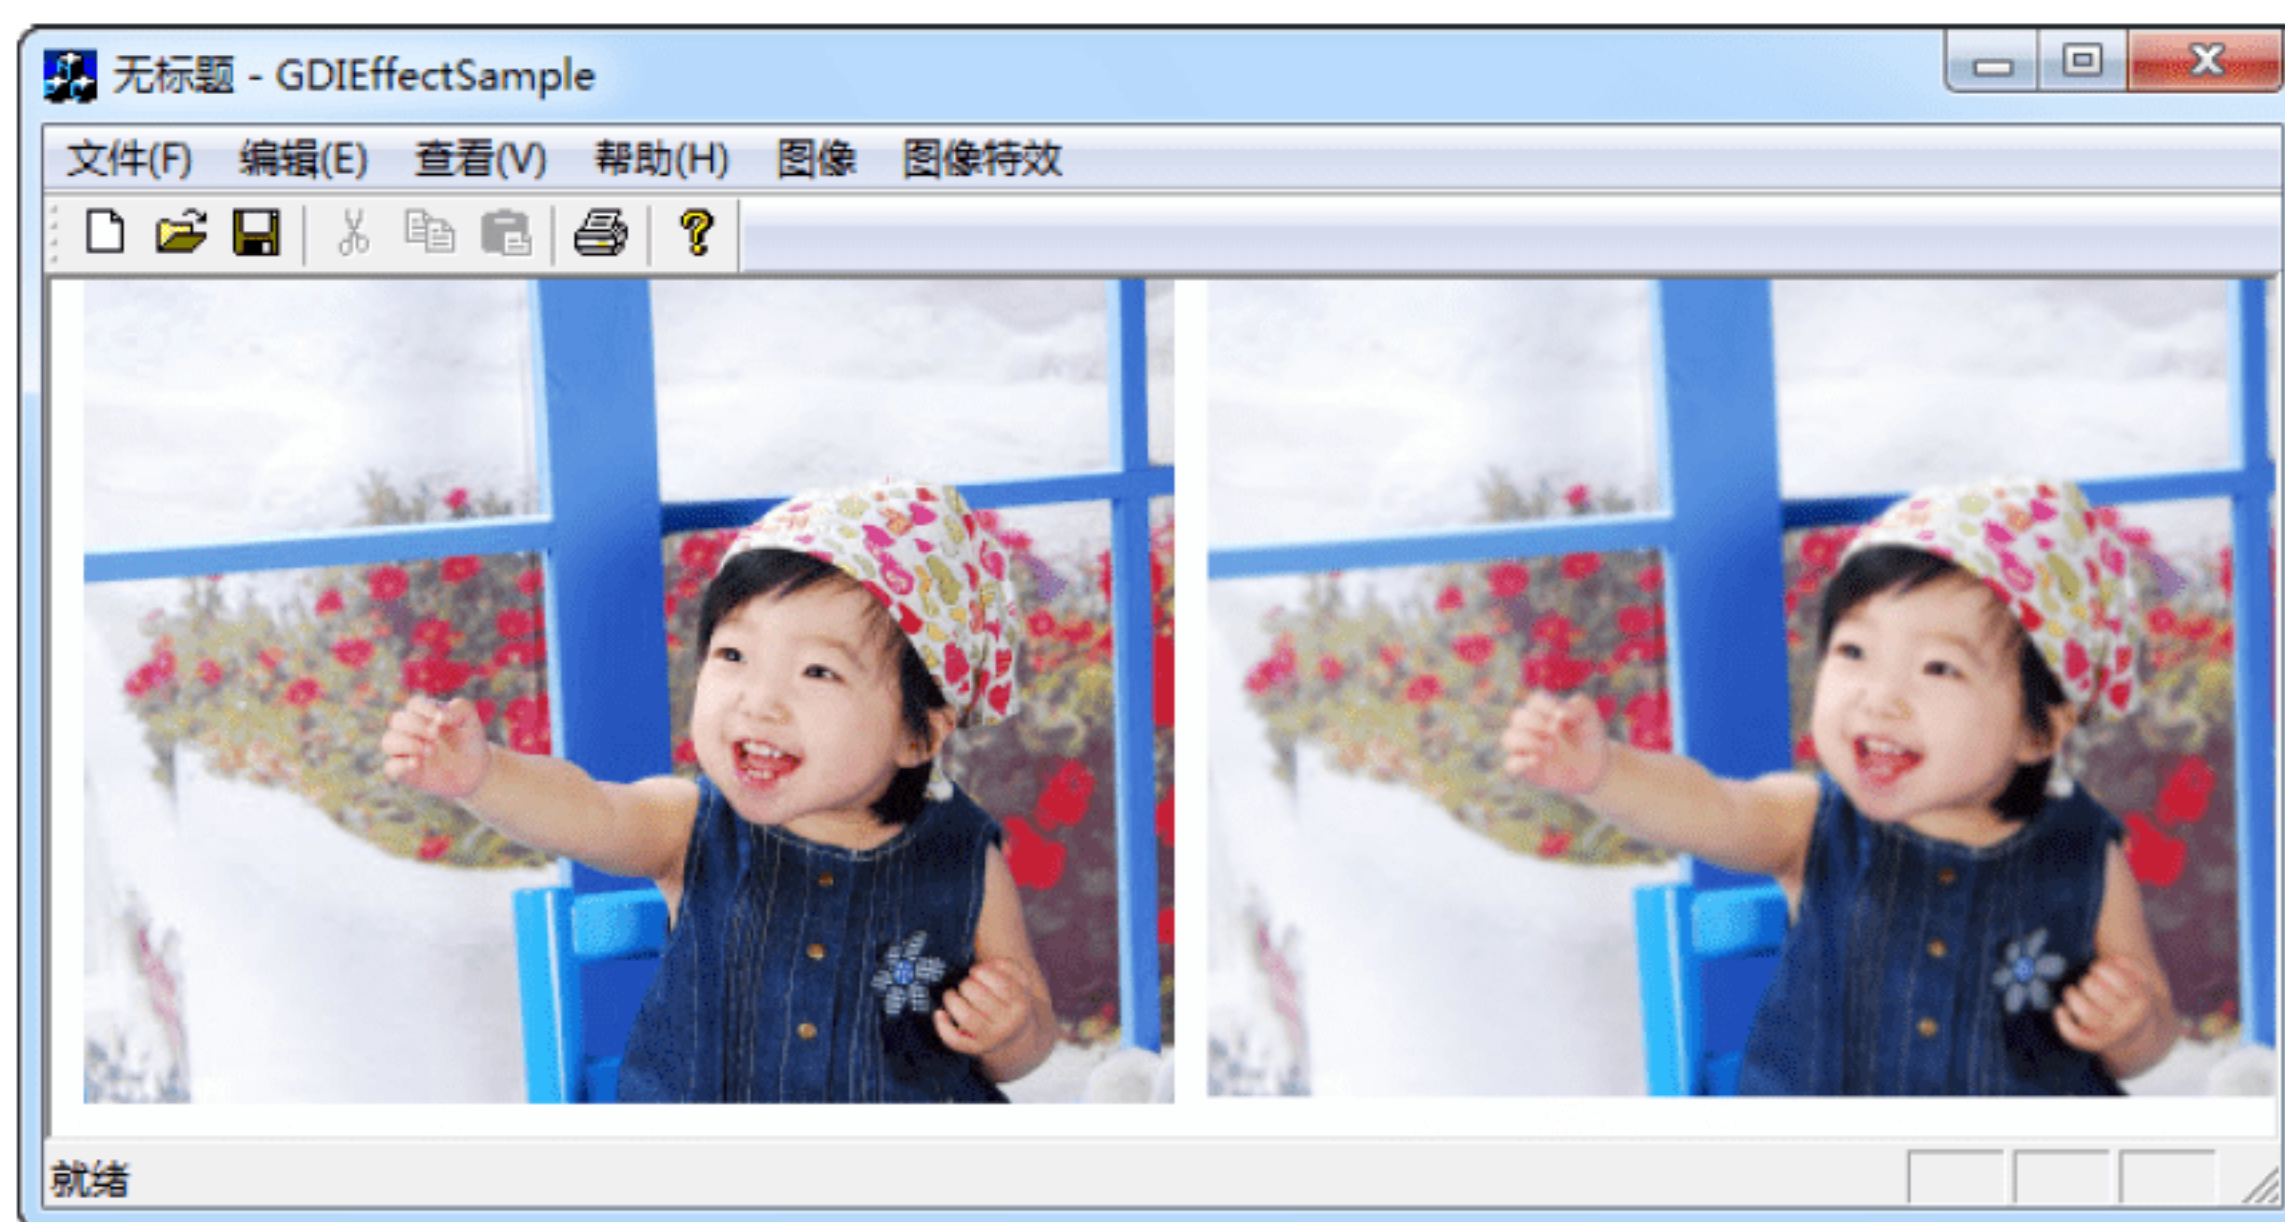 无标题 - GDIEffectSample
文件(F) 编辑(E) 查看(V) 帮助(H) 图像 图像特效
就绪